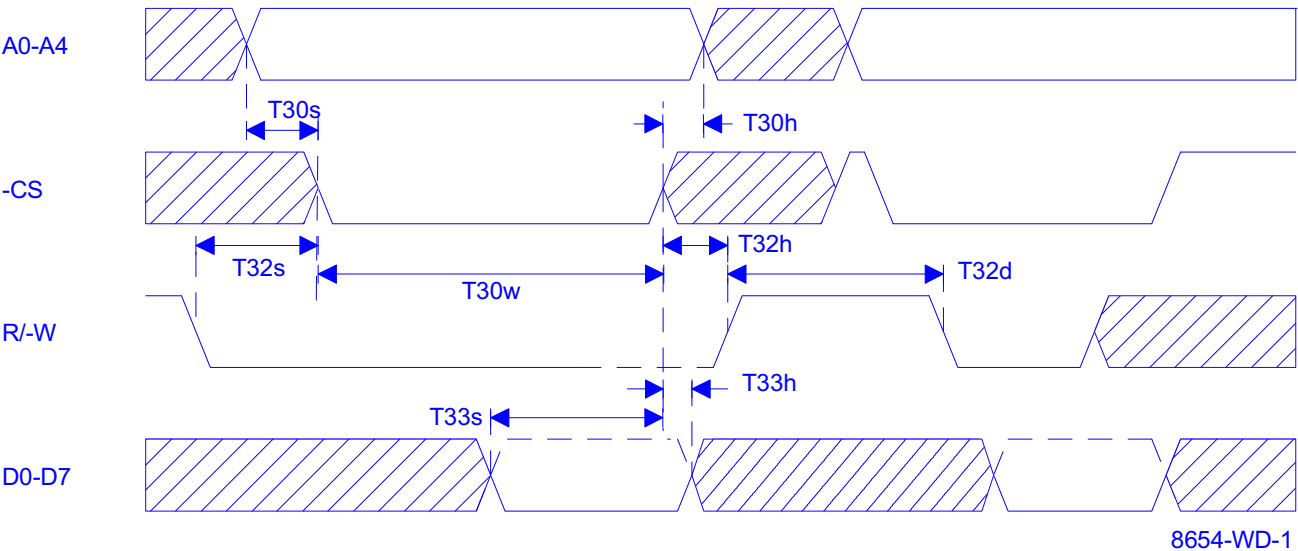 A0-A4
T30s
T30h
-CS
T32s
T32h
T30w
T32d
R/-W
T33h
T33s
D0-D7
8654-WD-1